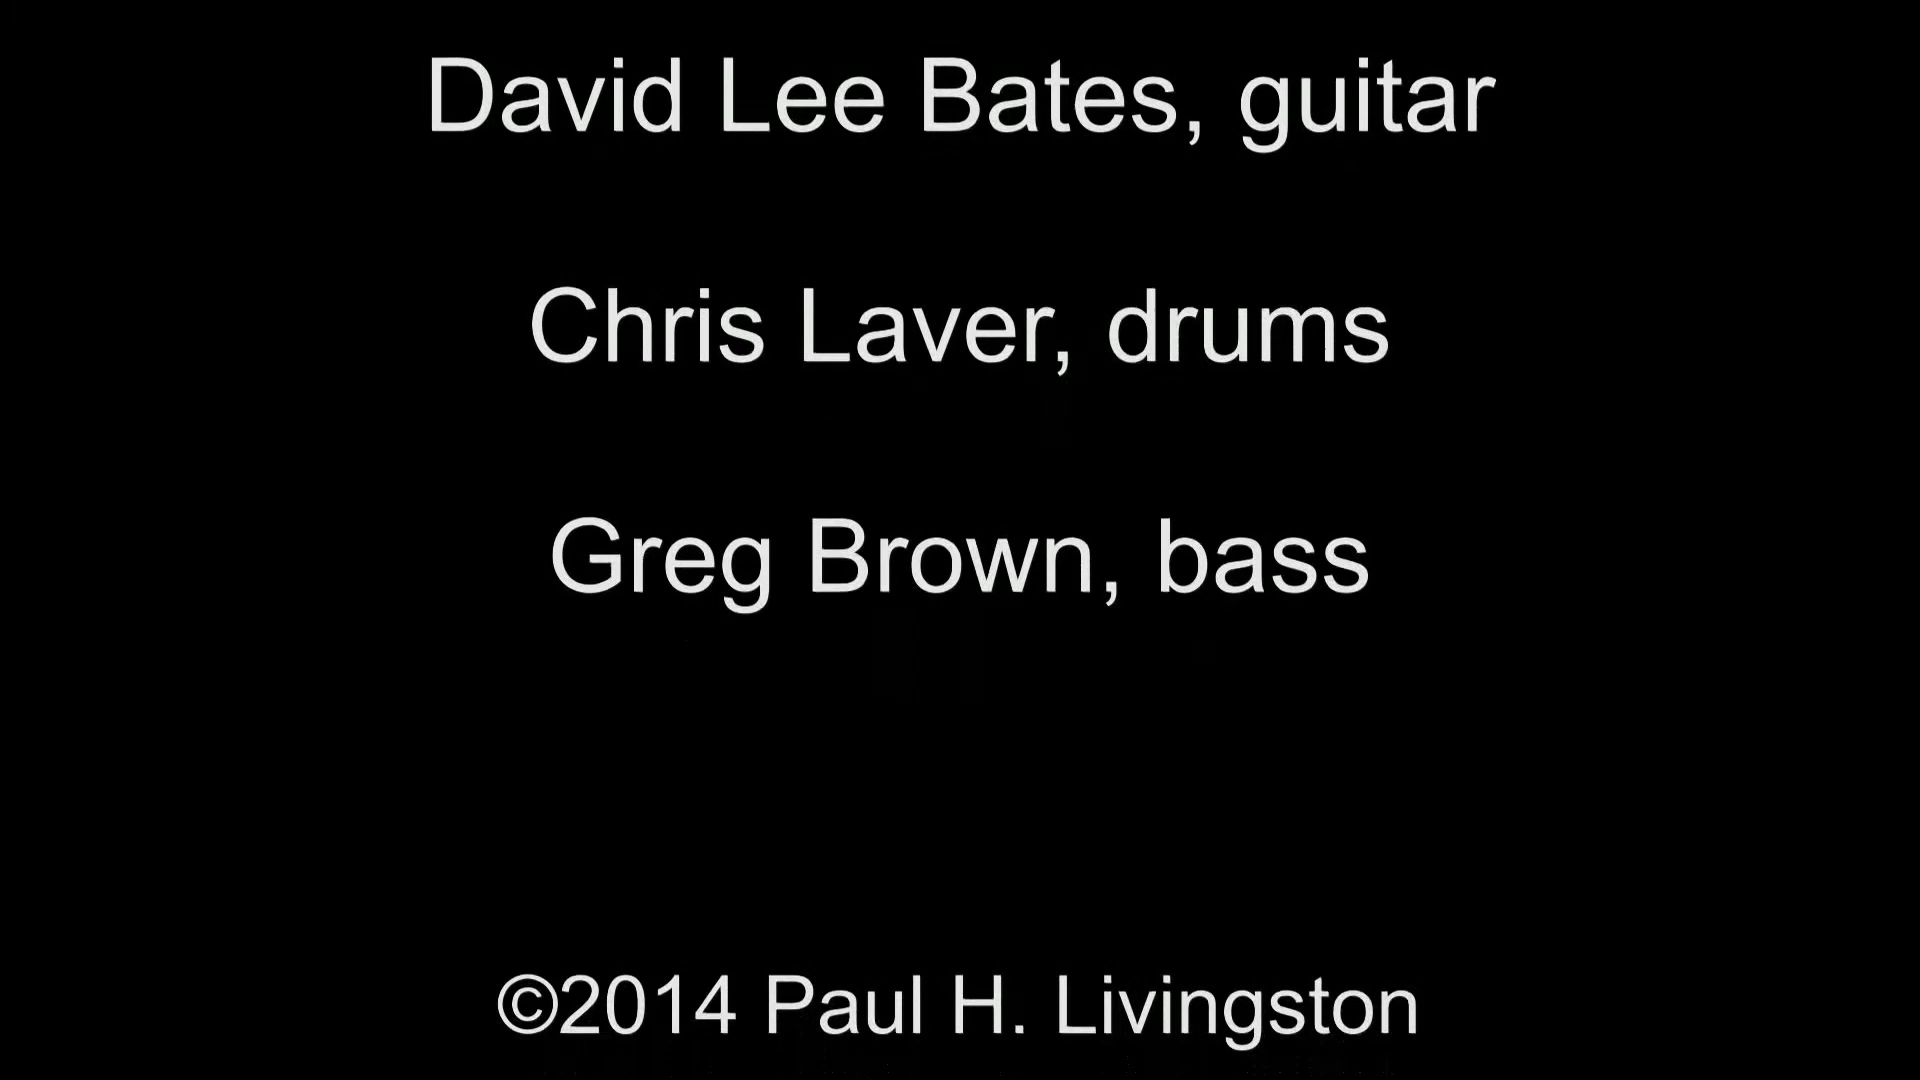 David Lee Bates, guitar
Chris Laver, drums
Greg Brown, bass
©2014 Paul H. Livingston